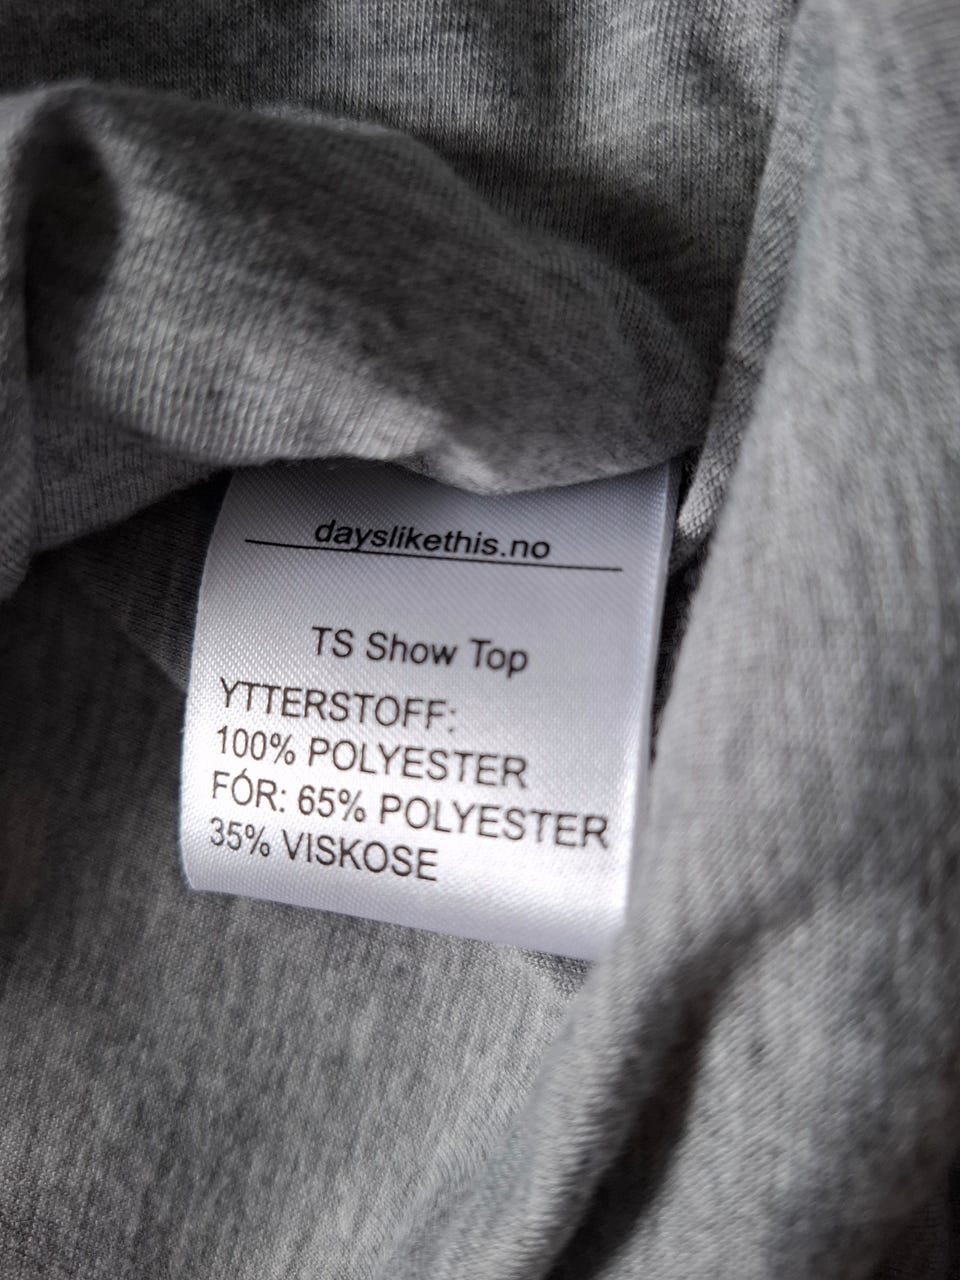 dayslikethis.no
TS Show Top
YTTERSTOFF:
100% POLYESTER
FÓR: 65% POLYESTER
35% VISKOSE